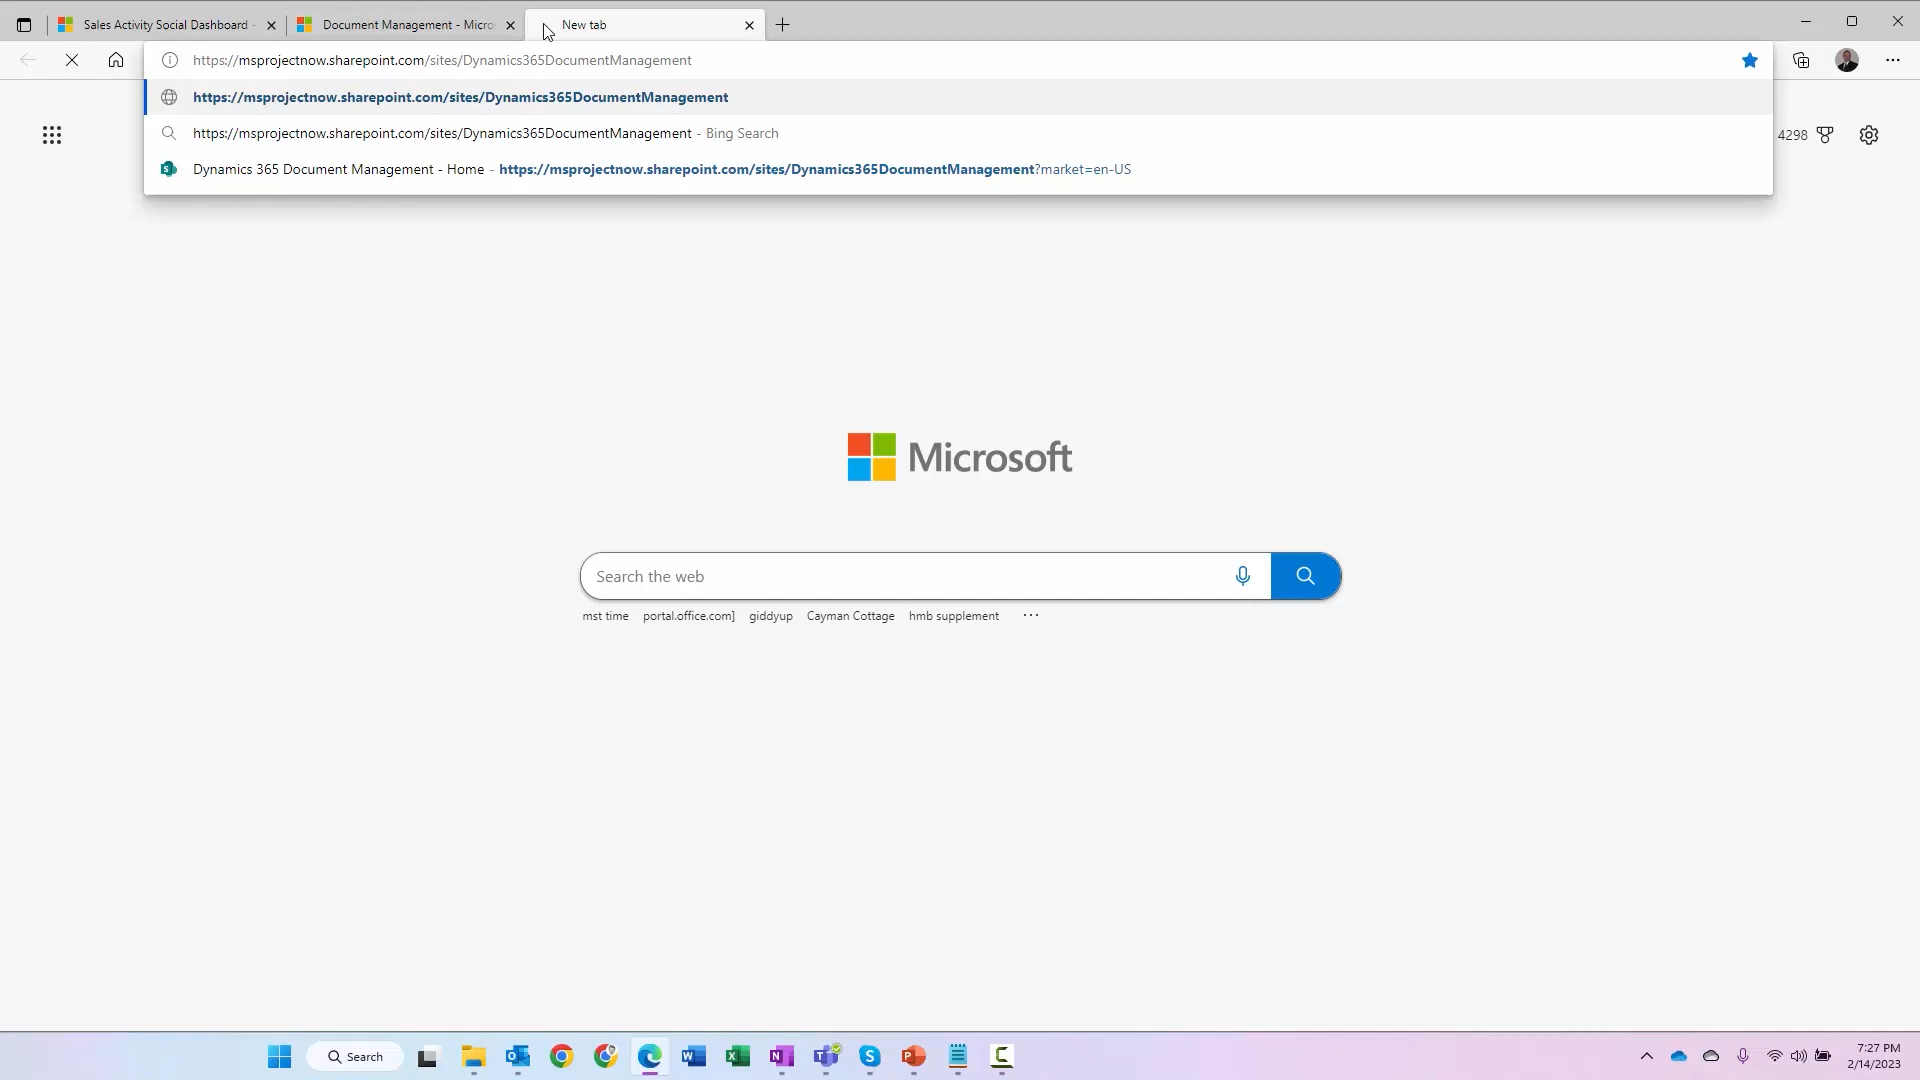 Sales Activity Social Dashboard -
Document Management - Micro
New tab
https://msprojectnow.sharepoint.com/sites/Dynamics365DocumentManagement
https://msprojectnow.sharepoint.com/sites/Dynamics365DocumentManagement
https://msprojectnow.sharepoint.com/sites/Dynamics365DocumentManagement - Bing Search
4298
Dynamics 365 Document Management - Home - https://msprojectnow.sharepoint.com/sites/Dynamics365DocumentManagement?market=en-US
Microsoft
Search the web
mst time portal.office.com] giddyup Cayman Cottage hmb supplement ...
Search
7:27 PM
2/14/2023